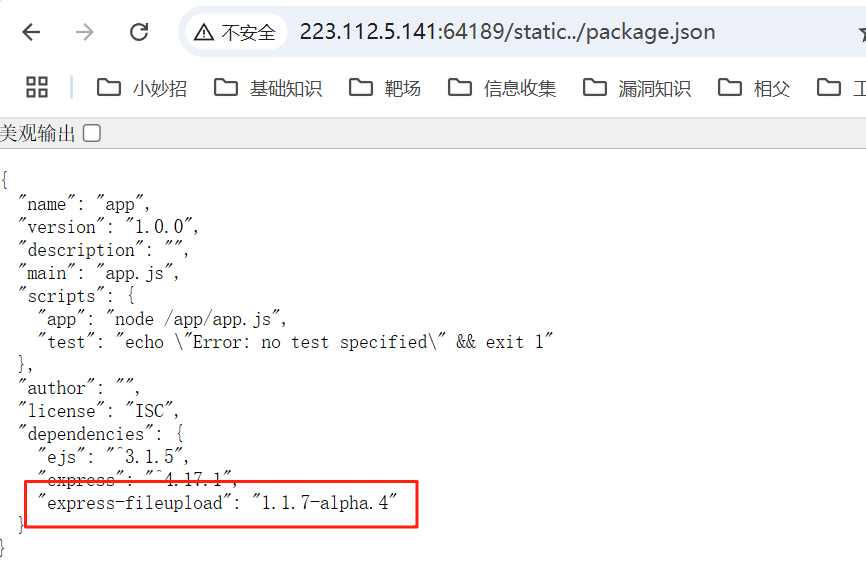 不安全 223.112.5.141:64189/static../package.json
小妙招 基础知识 靶场 信息收集 漏洞知识 相父
美观输出
{
"name": "app",
"version": "1.0.0",
"description": "",
"main": "app.js",
"scripts": {
"app": "node /app/app.js",
"test": "echo \"Error: no test specified\" && exit 1"
},
"author": "",
"license": "ISC",
"dependencies": {
"ejs": "^3.1.5",
"express": "^4.17.1",
"express-fileupload": "1.1.7-alpha.4"
}
}